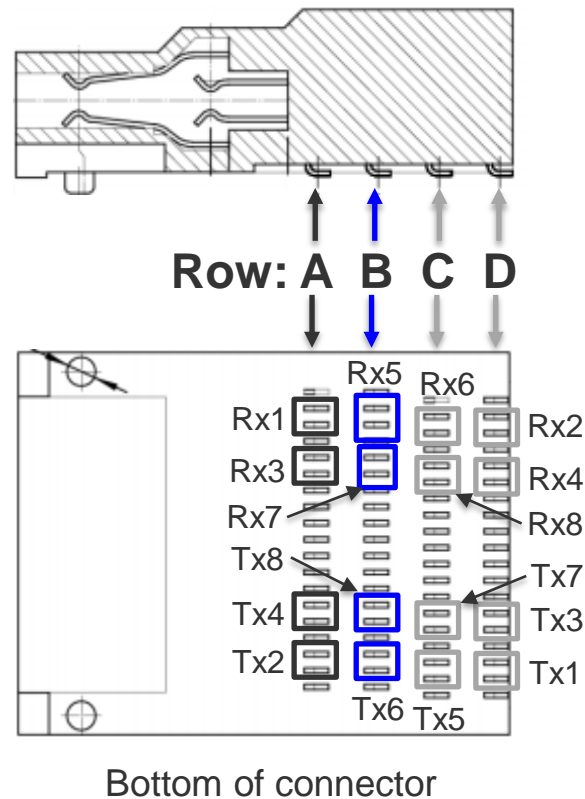 Row: A B C D
Rx5
Rx6
Rx1
Rx2
Rx3
Rx4
Rx7
Rx8
Tx8
Tx7
Tx4
Tx3
Tx2
Tx1
Tx6
Tx5
Bottom of connector